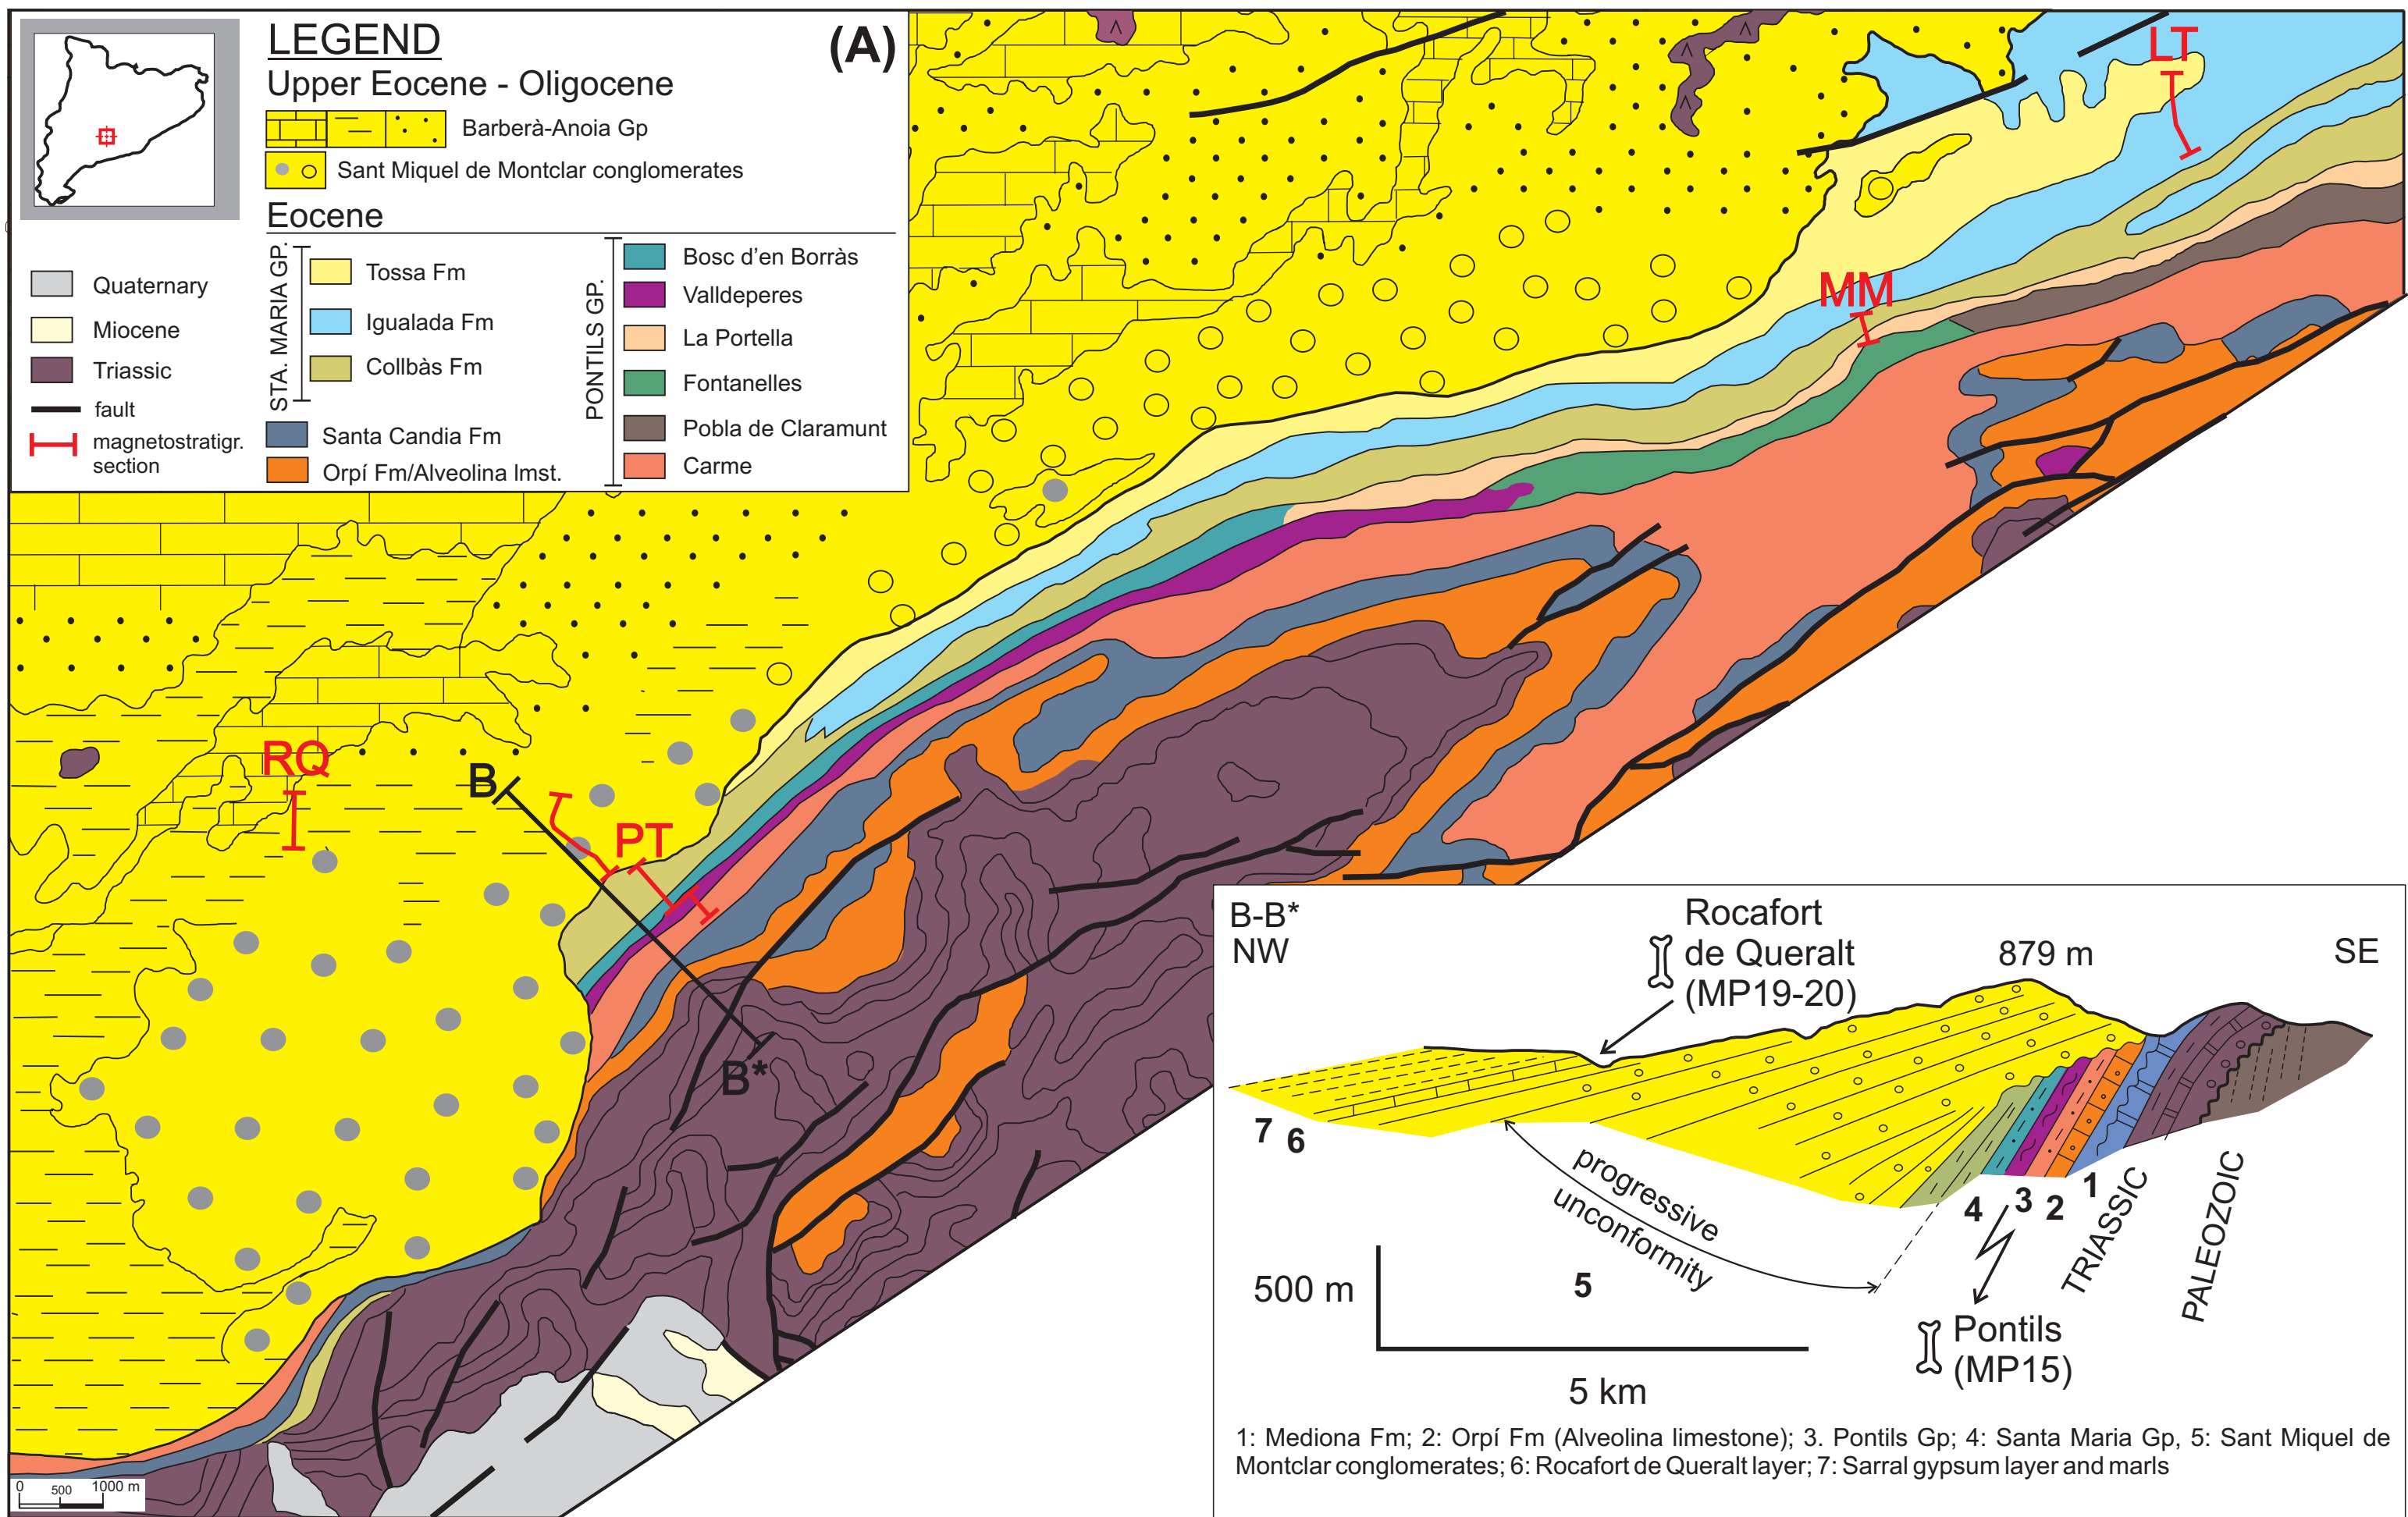 LEGEND
(A)
Upper Eocene - Oligocene
Barberà-Anoia Gp
Sant Miquel de Montclar conglomerates
Eocene
Quaternary
Miocene
Triassic
fault
magnetostratigr.
section
STA. MARIA GP.
Tossa Fm
Igualada Fm
Collbàs Fm
Santa Candia Fm
Orpí Fm/Alveolina lmst.
PONTILS GP.
Bosc d'en Borràs
Valldeperes
La Portella
Fontanelles
Pobla de Claramunt
Carme
LT
MM
RQ
B
PT
B*
0 500 1000 m
B-B*
NW
Rocafort
de Queralt
(MP19-20)
879 m
SE
7 6
progressive
unconformity
4 3 2 1
TRIASSIC
PALEOZOIC
500 m
5
5 km
Pontils
(MP15)
1: Mediona Fm; 2: Orpí Fm (Alveolina limestone); 3. Pontils Gp; 4: Santa Maria Gp, 5: Sant Miquel de
Montclar conglomerates; 6: Rocafort de Queralt layer; 7: Sarral gypsum layer and marls